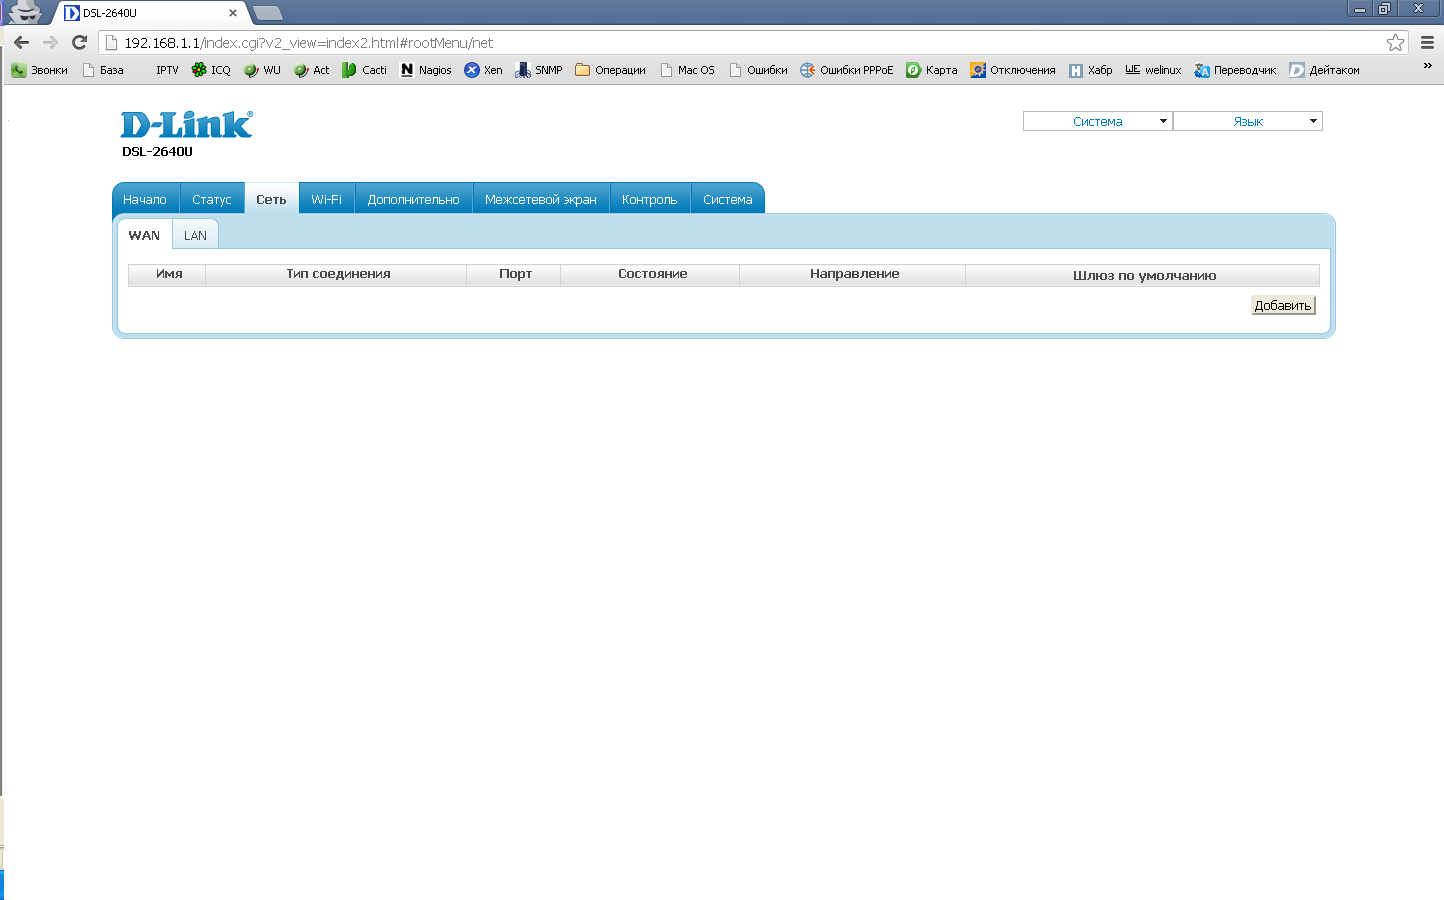 DSL-2640U
192.168.1.1/index.cgi?v2_view=index2.html#rootMenu/net
Звонки База IPTV ICQ WU Act Cacti Nagios Xen SNMP Операции Mac OS Ошибки Ошибки PPPoE Карта Отключения Хабр welinux Переводчик Дейтаком »
D-Link®
DSL-2640U
Система Язык
Начало Статус Сеть Wi-Fi Дополнительно Межсетевой экран Контроль Система
WAN LAN
Имя Тип соединения Порт Состояние Направление Шлюз по умолчанию
Добавить